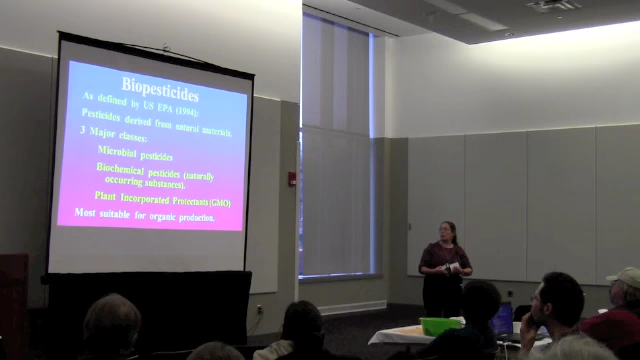 Biopesticides
As defined by US EPA (1994):
Pesticides derived from natural materials.
3 Major classes:
Microbial pesticides
Biochemical pesticides (naturally
occurring substances).
Plant Incorporated Protectants (GMO)
Most suitable for organic production.